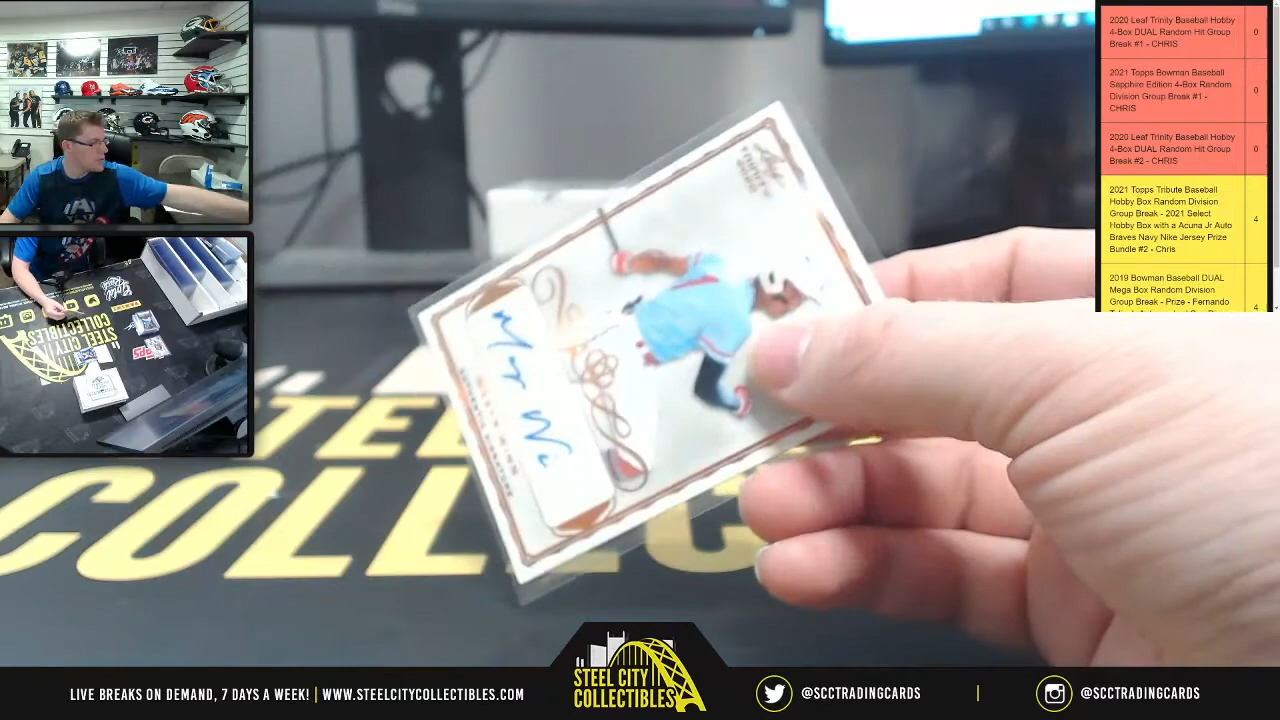 2020 Leaf Trinity Baseball Hobby
4-Box DUAL Random Hit Group
Break #1 - CHRIS
0
2021 Topps Bowman Baseball
Sapphire Edition 4-Box Random
Division Group Break #1 -
CHRIS
0
2020 Leaf Trinity Baseball Hobby
4-Box DUAL Random Hit Group
Break #2 - CHRIS
0
2021 Topps Tribute Baseball
Hobby Box Random Division
Group Break - 2021 Select
Hobby Box with a Acuna Jr Auto
Braves Navy Nike Jersey Prize
Bundle #2 - Chris
4
2019 Bowman Baseball DUAL
Mega Box Random Division
Group Break - Prize - Fernando
4
STEEL CITY
COLLECTIBLES
STEEL
COLLEC
STEEL CITY
COLLECTIBLES
LIVE BREAKS ON DEMAND, 7 DAYS A WEEK! | WWW.STEELCITYCOLLECTIBLES.COM
@SCCTRADINGCARDS | @SCCTRADINGCARDS